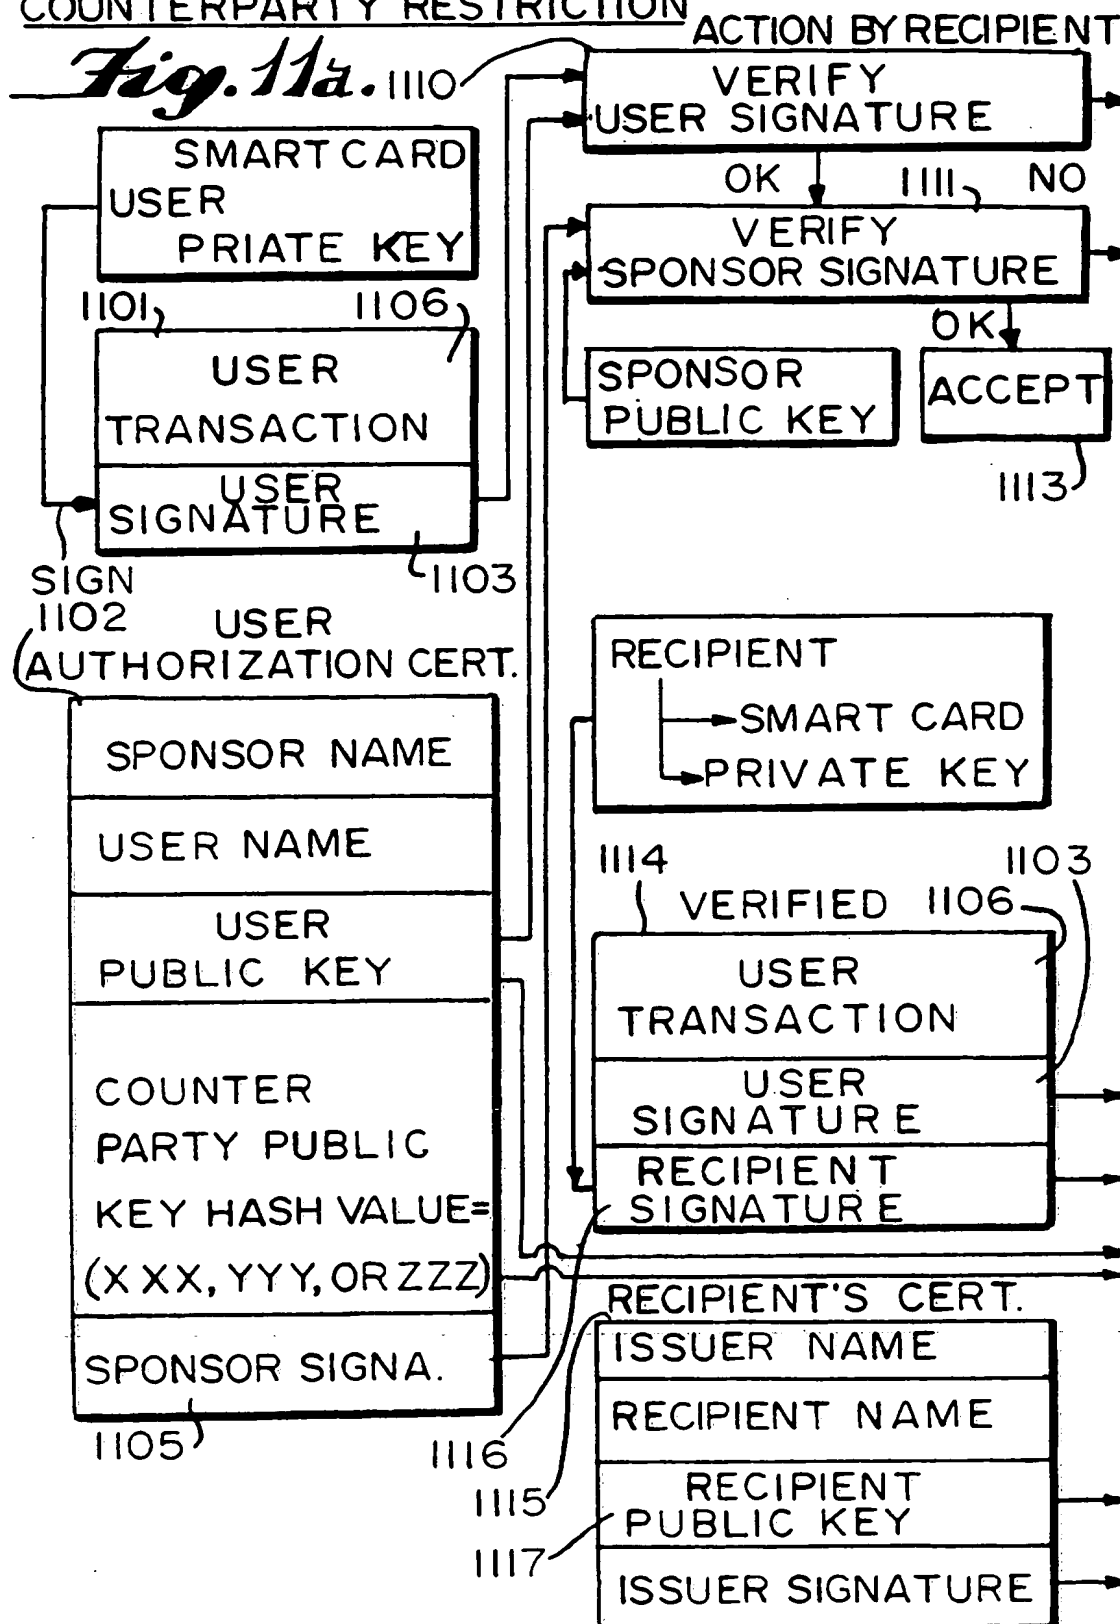 COUNTERPARTY RESTRICTION
Fig. 11a.
ACTION BY RECIPIENT
1110
VERIFY
USER SIGNATURE
SMART CARD
USER
PRIATE KEY
OK
1111
NO
VERIFY
SPONSOR SIGNATURE
1101
1106
OK
USER
TRANSACTION
SPONSOR
PUBLIC KEY
ACCEPT
1113
USER
SIGNATURE
SIGN
1103
1102
USER
AUTHORIZATION CERT.
SPONSOR NAME
USER NAME
USER
PUBLIC KEY
COUNTER
PARTY PUBLIC
KEY HASH VALUE=
(XXX, YYY, OR ZZZ)
SPONSOR SIGNA.
1105
RECIPIENT
SMART CARD
PRIVATE KEY
1114
1103
VERIFIED
1106
USER
TRANSACTION
USER
SIGNATURE
RECIPIENT
SIGNATURE
RECIPIENT'S CERT.
ISSUER NAME
RECIPIENT NAME
1116
1115
RECIPIENT
PUBLIC KEY
1117
ISSUER SIGNATURE